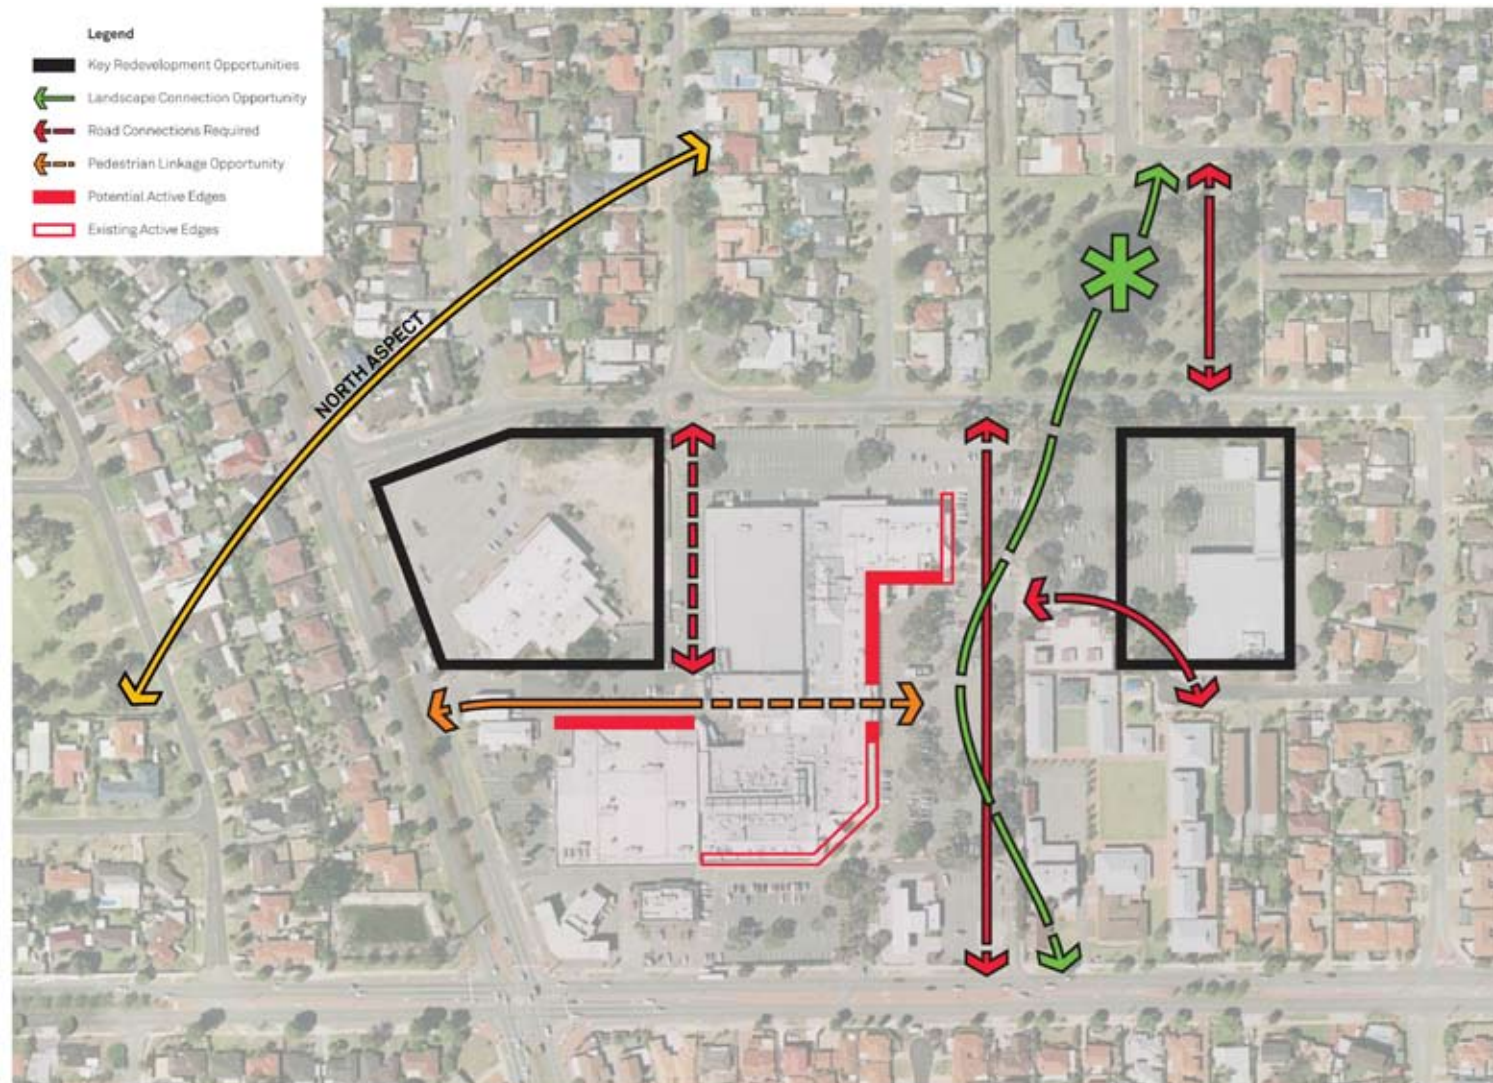 Legend
Key Redevelopment Opportunities
Landscape Connection Opportunity
Road Connections Required
Pedestrian Linkage Opportunity
Potential Active Edges
Existing Active Edges
NORTH ASPECT